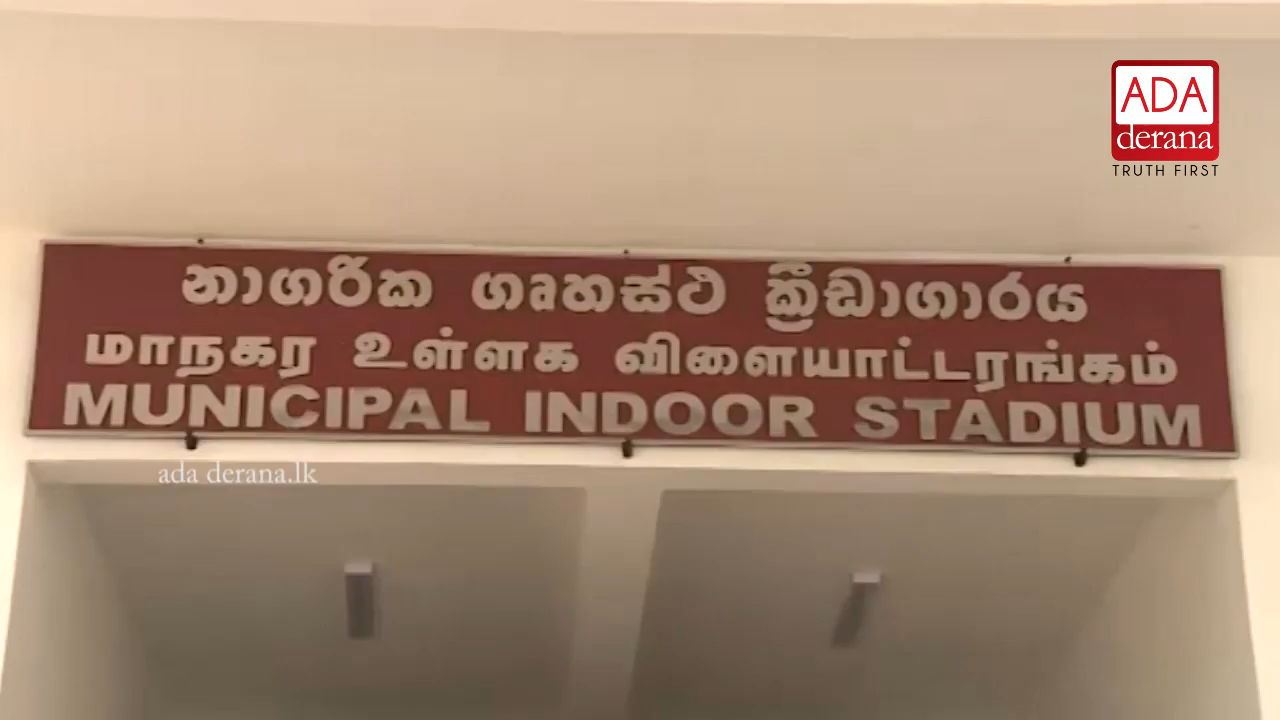 ADA
derana
TRUTH FIRST
නාගරික ගෘහස්ථ ක්‍රීඩාගාරය
மாநகர உள்ளக விளையாட்டரங்கம்
MUNICIPAL INDOOR STADIUM
ada derana.lk